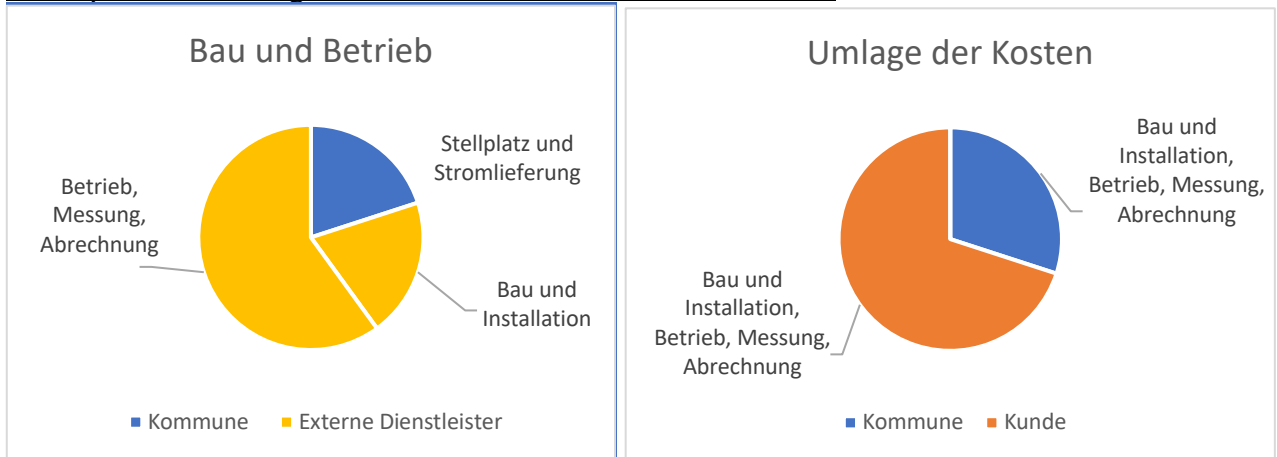 Bau und Betrieb
Stellplatz und
Stromlieferung
Betrieb,
Messung,
Abrechnung
Bau und
Installation
Kommune
Externe Dienstleister
Umlage der Kosten
Bau und
Installation,
Betrieb, Messung,
Abrechnung
Bau und
Installation,
Betrieb, Messung,
Abrechnung
Kommune
Kunde